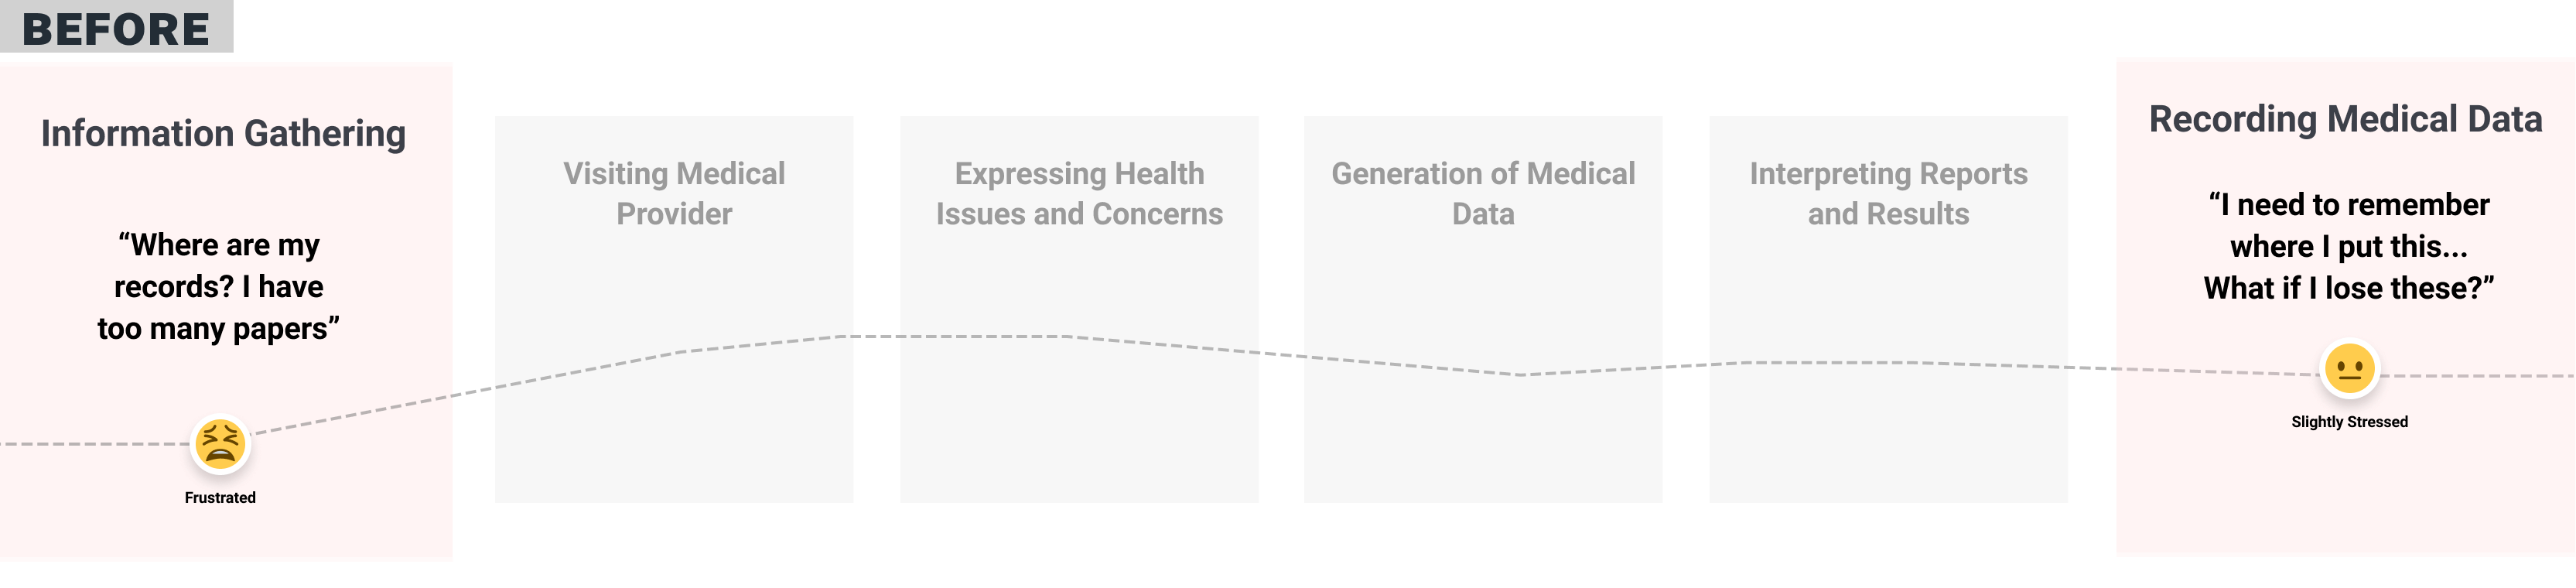 BEFORE
Information Gathering
“Where are my
records? I have
too many papers”
Frustrated
Visiting Medical
Provider
Expressing Health
Issues and Concerns
Generation of Medical
Data
Interpreting Reports
and Results
Recording Medical Data
“I need to remember
where I put this...
What if I lose these?”
Slightly Stressed